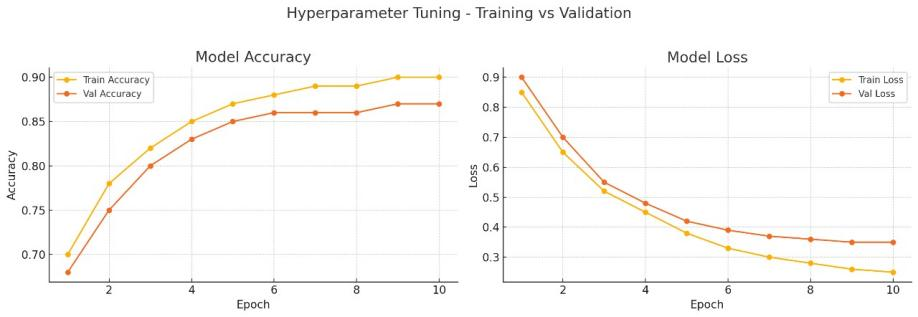 Hyperparameter Tuning - Training vs Validation
Model Accuracy
0.90
0.85
0.80
0.75
0.70
Accuracy
Train Accuracy
Val Accuracy
2 4 6 8 10
Epoch
Model Loss
0.9
0.8
0.7
0.6
0.5
0.4
0.3
Loss
Train Loss
Val Loss
2 4 6 8 10
Epoch